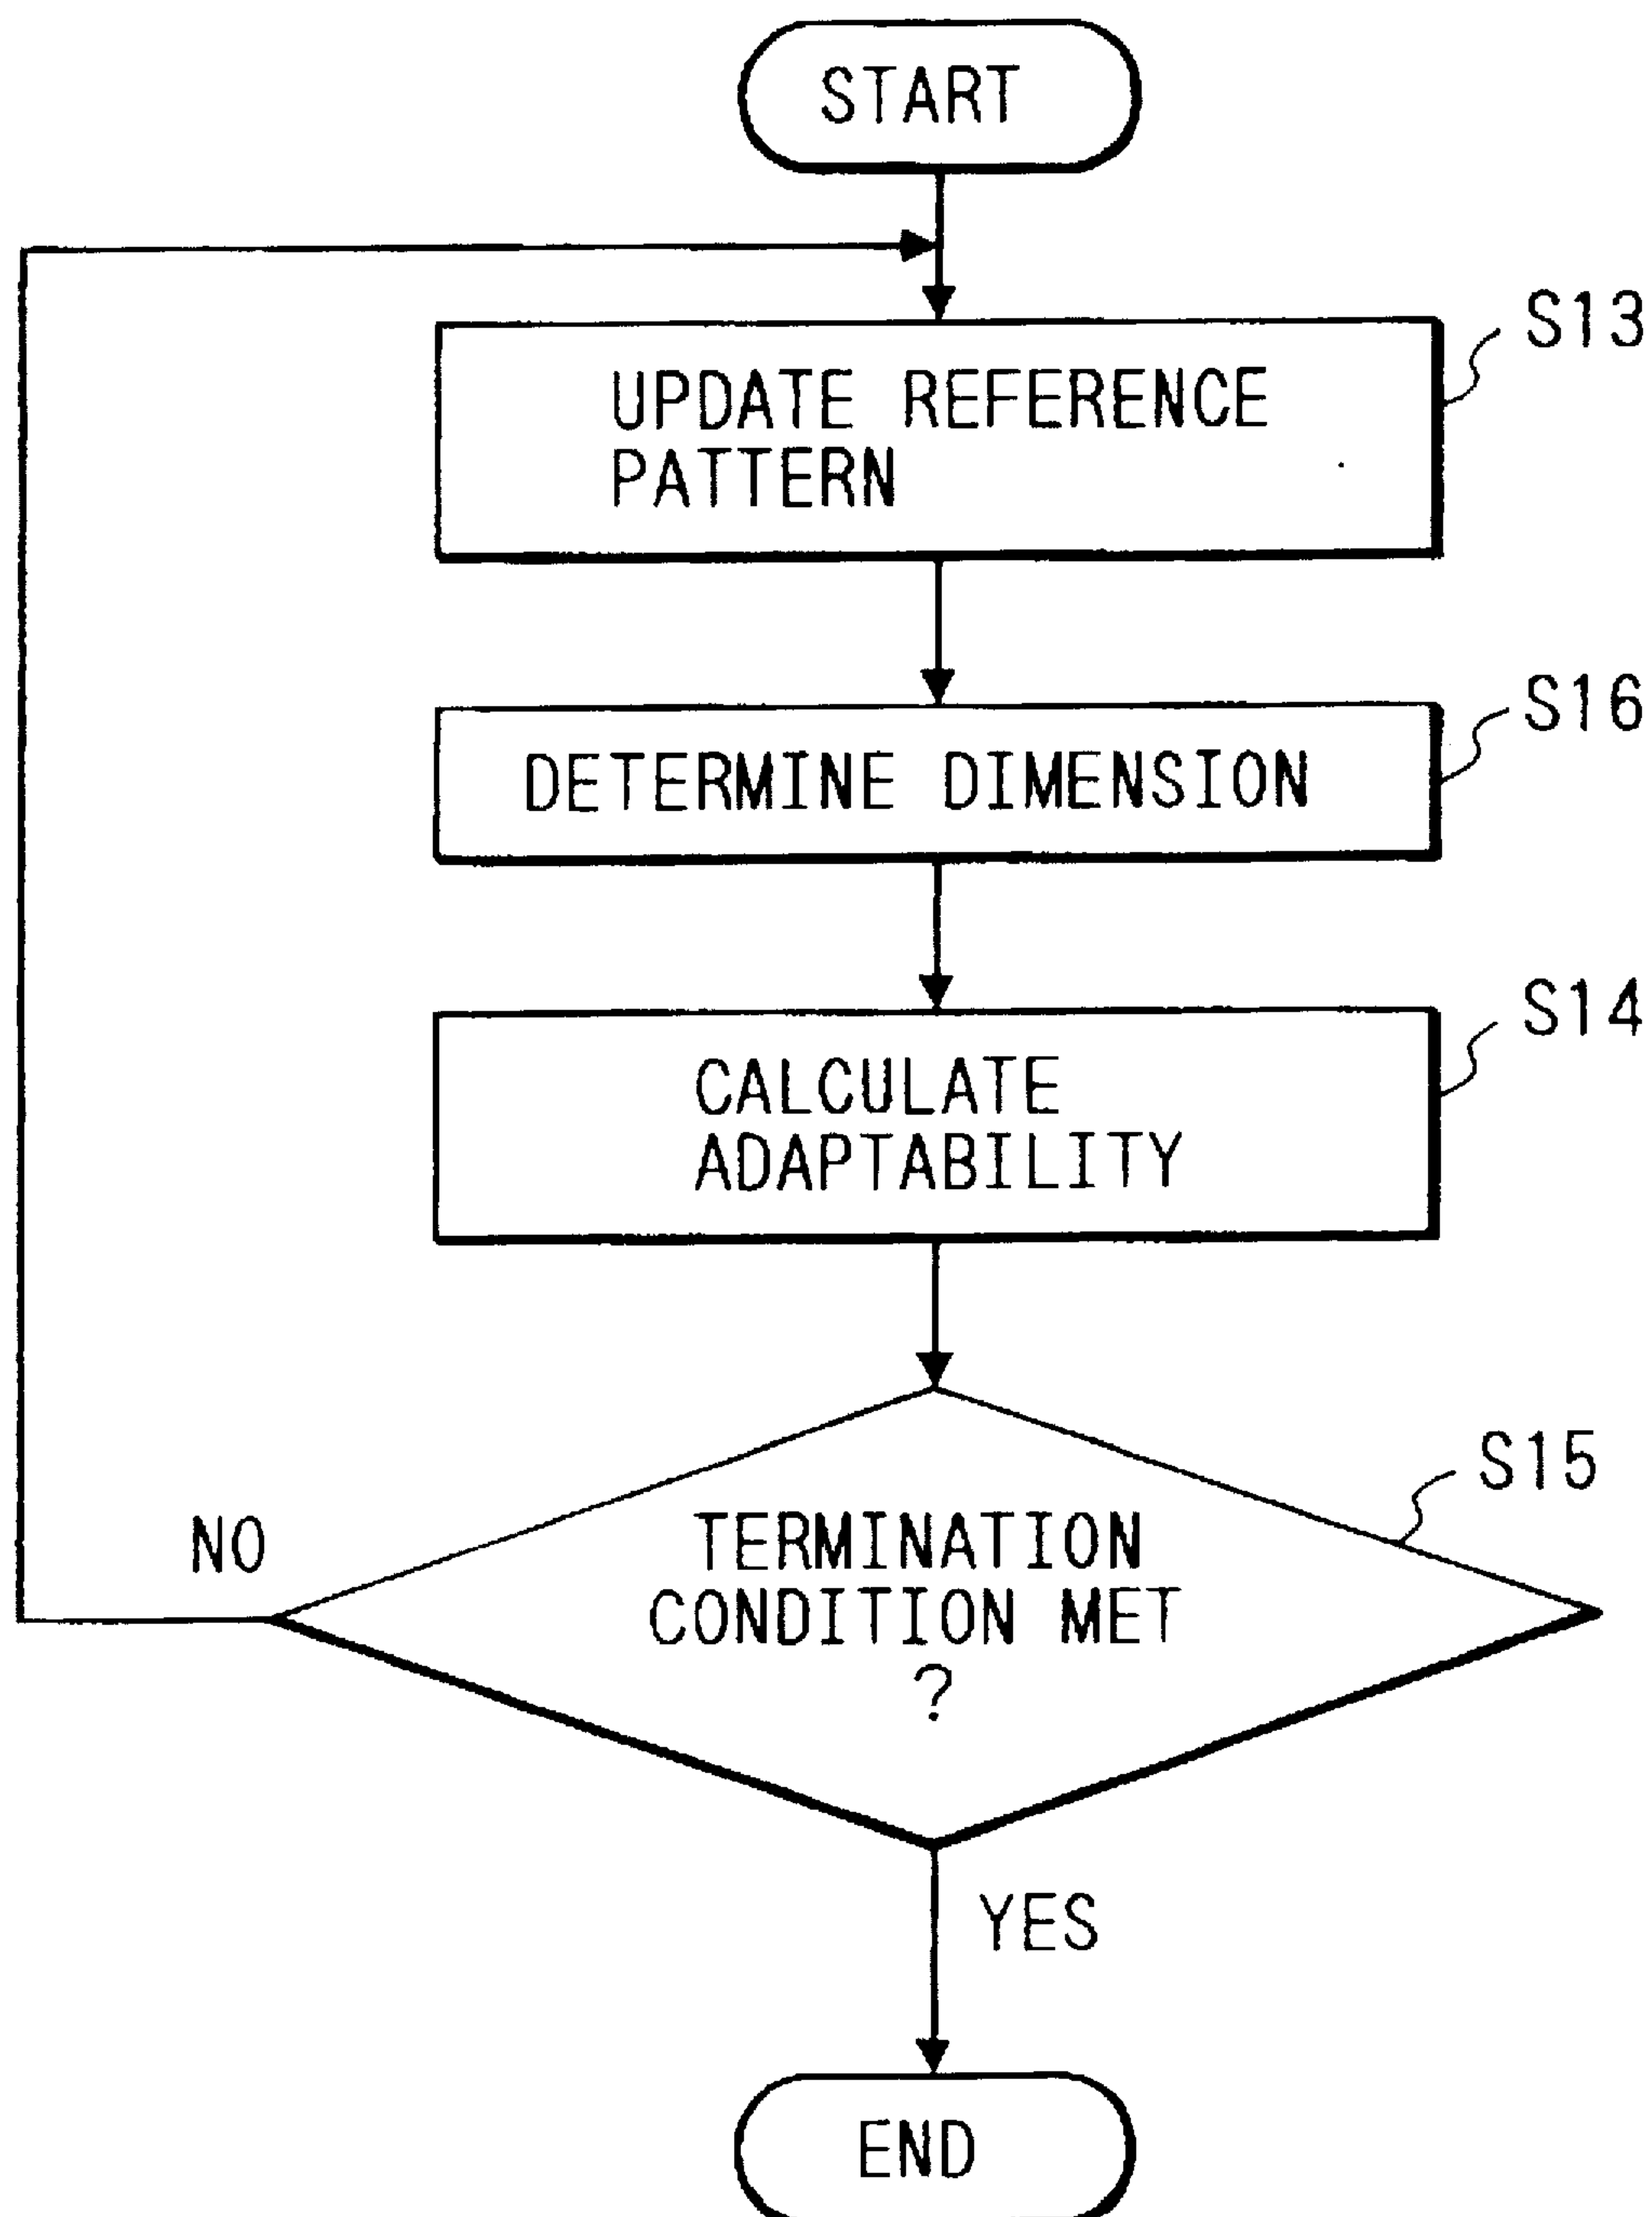 START
S13
UPDATE REFERENCE
PATTERN
S16
DETERMINE DIMENSION
S14
CALCULATE
ADAPTABILITY
S15
NO
TERMINATION
CONDITION MET
?
YES
END